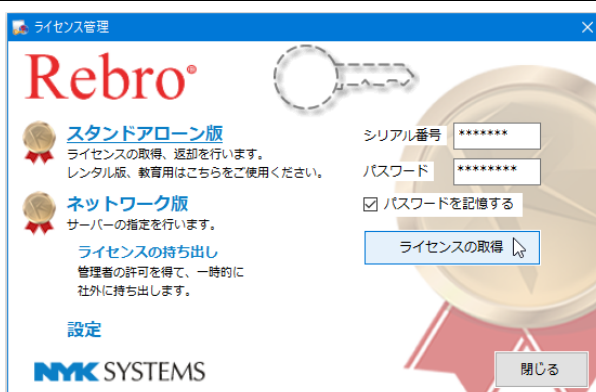 ライセンス管理
Rebro
スタンドアローン版
ライセンスの取得、返却を行います。
レンタル版、教育用はこちらをご使用ください。
ネットワーク版
サーバーの指定を行います。
ライセンスの持ち出し
管理者の許可を得て、一時的に
社外に持ち出します。
設定
NYK SYSTEMS
シリアル番号 *******
パスワード ********
パスワードを記憶する
ライセンスの取得
閉じる